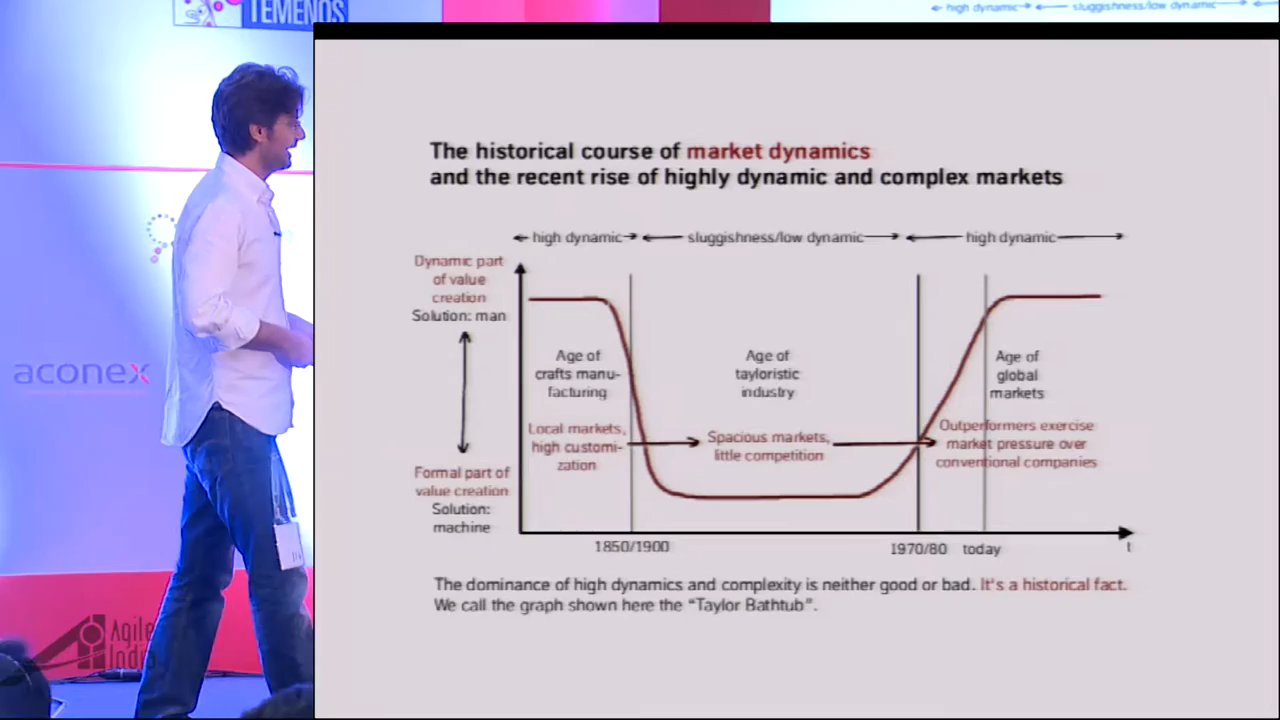 TEMENOS
high dynamic
sluggishness/low dynamic
The historical course of market dynamics
and the recent rise of highly dynamic and complex markets
high dynamic
sluggishness/low dynamic
high dynamic
Dynamic part
of value
creation
Solution: man
Formal part of
value creation
Solution:
machine
Age of
crafts manu-
facturing
Local markets,
high customi-
zation
Age of
tayloristic
industry
Spacious markets,
little competition
Age of
global
markets
Outperformers exercise
market pressure over
conventional companies
1850/1900
1970/80
today
t
The dominance of high dynamics and complexity is neither good or bad. It's a historical fact.
We call the graph shown here the “Taylor Bathtub”.
aconex
Agile
India